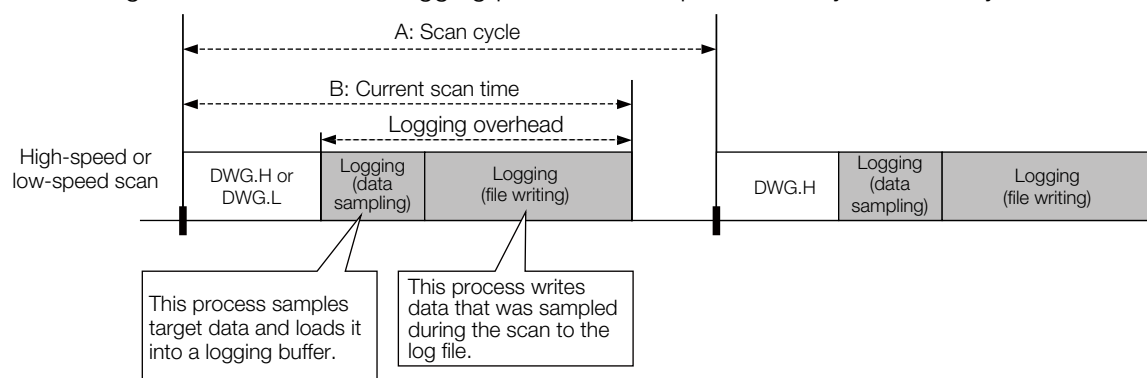 A: Scan cycle
B: Current scan time
Logging overhead
High-speed or
low-speed scan
DWG.H or
DWG.L
Logging
(data
sampling)
Logging
(file writing)
DWG.H
Logging
(data
sampling)
Logging
(file writing)
This process samples
target data and loads it
into a logging buffer.
This process writes
data that was sampled
during the scan to the
log file.